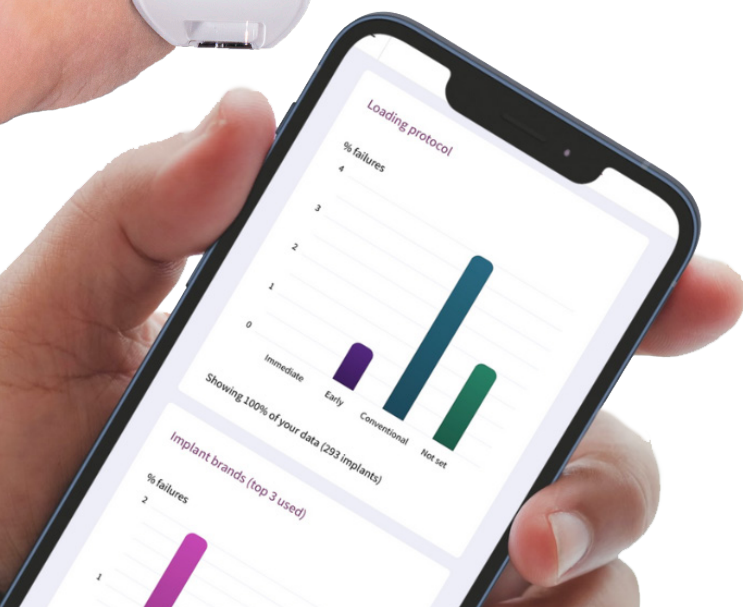 Loading protocol
% failures
4
3
2
1
0
Immediate
Early
Conventional
Not set
Showing 100% of your data (293 implants)
Implant brands (top 3 used)
% failures
2
1